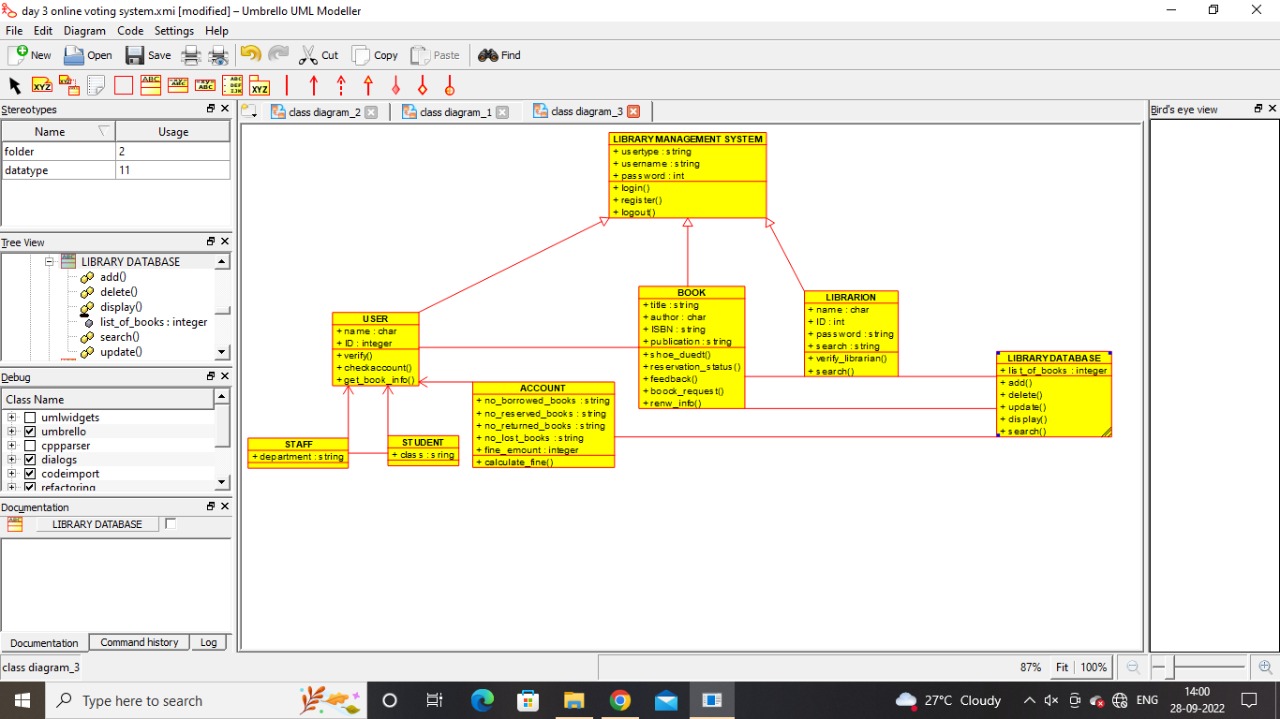 day 3 online voting system.xmi [modified] – Umbrello UML Modeller
File Edit Diagram Code Settings Help
New Open Save Cut Copy Paste Find
Stereotypes
Name Usage
folder 2
datatype 11
Tree View
LIBRARY DATABASE
add()
delete()
display()
list_of_books : integer
search()
update()
Debug
Class Name
umlwidgets
umbrello
cppparser
dialogs
codeimport
refactoring
Documentation
LIBRARY DATABASE
Documentation Command history Log
class diagram_2 class diagram_1 class diagram_3
LIBRARY MANAGEMENT SYSTEM
+ usertype : string
+ username : string
+ password : int
+ login()
+ register()
+ logout()
USER
+ name : char
+ ID : integer
+ verify()
+ checkaccount()
+ get_book_info()
BOOK
+ title : string
+ author : char
+ ISBN : string
+ publication : string
+ shoe_duedt()
+ reservation_status()
+ feedback()
+ boock_request()
+ renw_info()
LIBRARION
+ name : char
+ ID : int
+ password : string
+ search : string
+ verify_librarian()
+ search()
LIBRARY DATABASE
+ list_of_books : integer
+ add()
+ delete()
+ update()
+ display()
+ search()
STAFF
+ department : string
STUDENT
+ class : sring
ACCOUNT
+ no_borrowed_books : string
+ no_reserved_books : string
+ no_returned_books : string
+ no_lost_books : string
+ fine_amount : integer
+ calculate_fine()
Bird's eye view
class diagram_3
87% Fit 100%
Type here to search
27°C Cloudy
ENG
14:00
28-09-2022